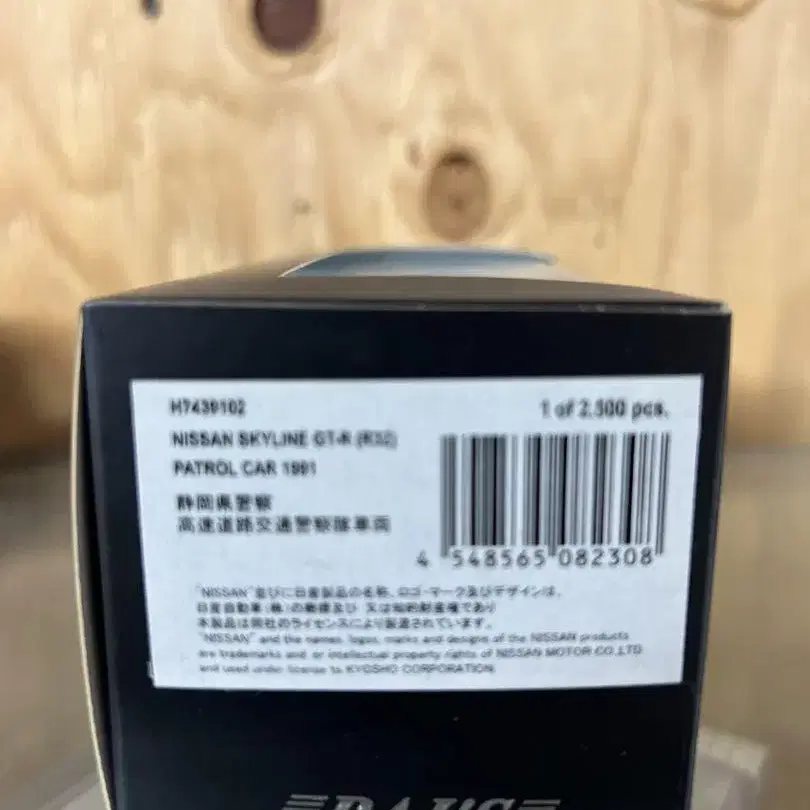 H7439102
1 of 2,500 pcs.
NISSAN SKYLINE GT-R (R32)
PATROL CAR 1991
静岡県警察
高速道路交通警察隊車両
4 548565 082308
"NISSAN"並びに日産製品の名称、ロゴ・マーク及びデザインは、
日産自動車(株)の商標及び 又は知的財産権であり
本製品は同社のライセンスにより製造されています。
"NISSAN" and the names, logos, marks and designs of the NISSAN products
are trademarks and or intellectual property rights of NISSAN MOTOR CO.,LTD.
and used under license to KYOSHO CORPORATION.